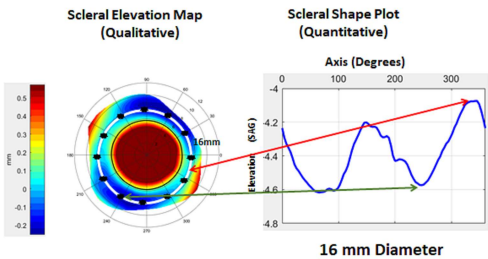 Scleral Elevation Map
(Qualitative)
Scleral Shape Plot
(Quantitative)
Axis (Degrees)
0 100 200 300
-4
-4.2
-4.4
-4.6
-4.8
Elevation (SAG)
16 mm Diameter
mm
0.5
0.4
0.3
0.2
0.1
0
-0.1
-0.2
90
60
30
0
330
300
270
240
210
180
150
120
16mm